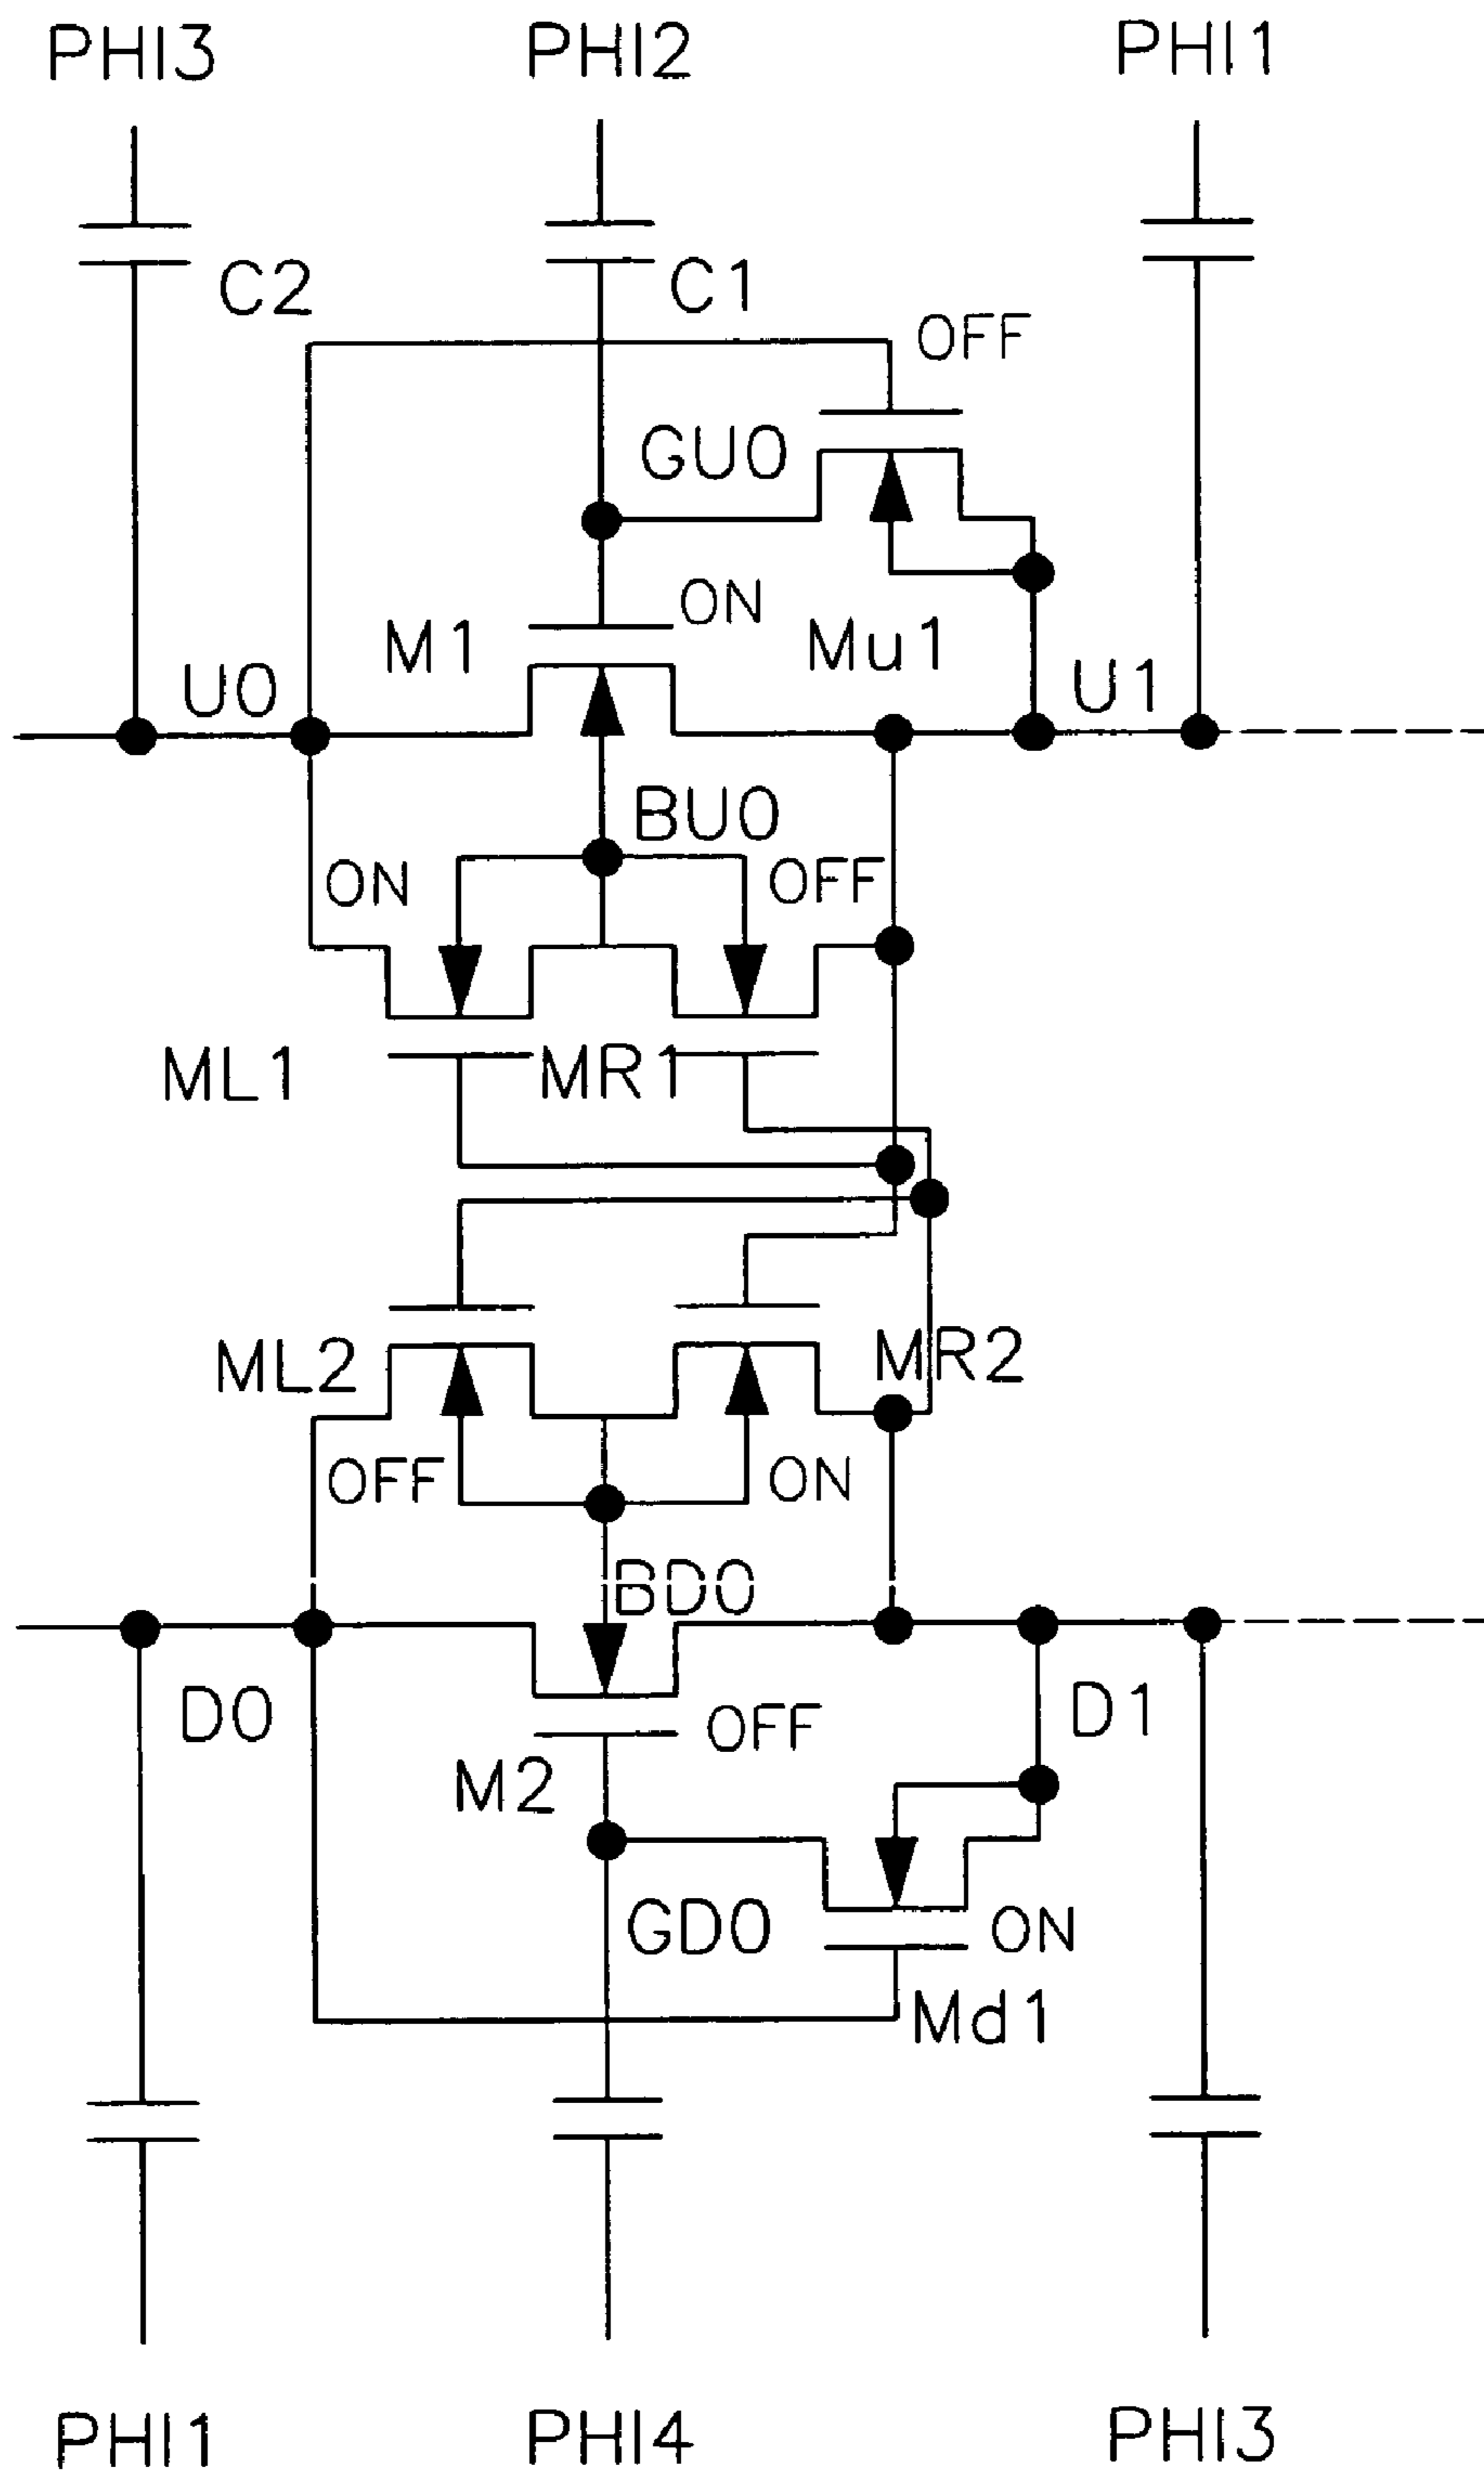 PHI3 PHI2 PHI1
C2 C1
OFF
GU0
ON
M1 Mu1
U0 U1
BU0
ON OFF
ML1 MR1
ML2 MR2
OFF ON
BD0
D0 OFF D1
M2
GD0 ON
Md1
PHI1 PHI4 PHI3